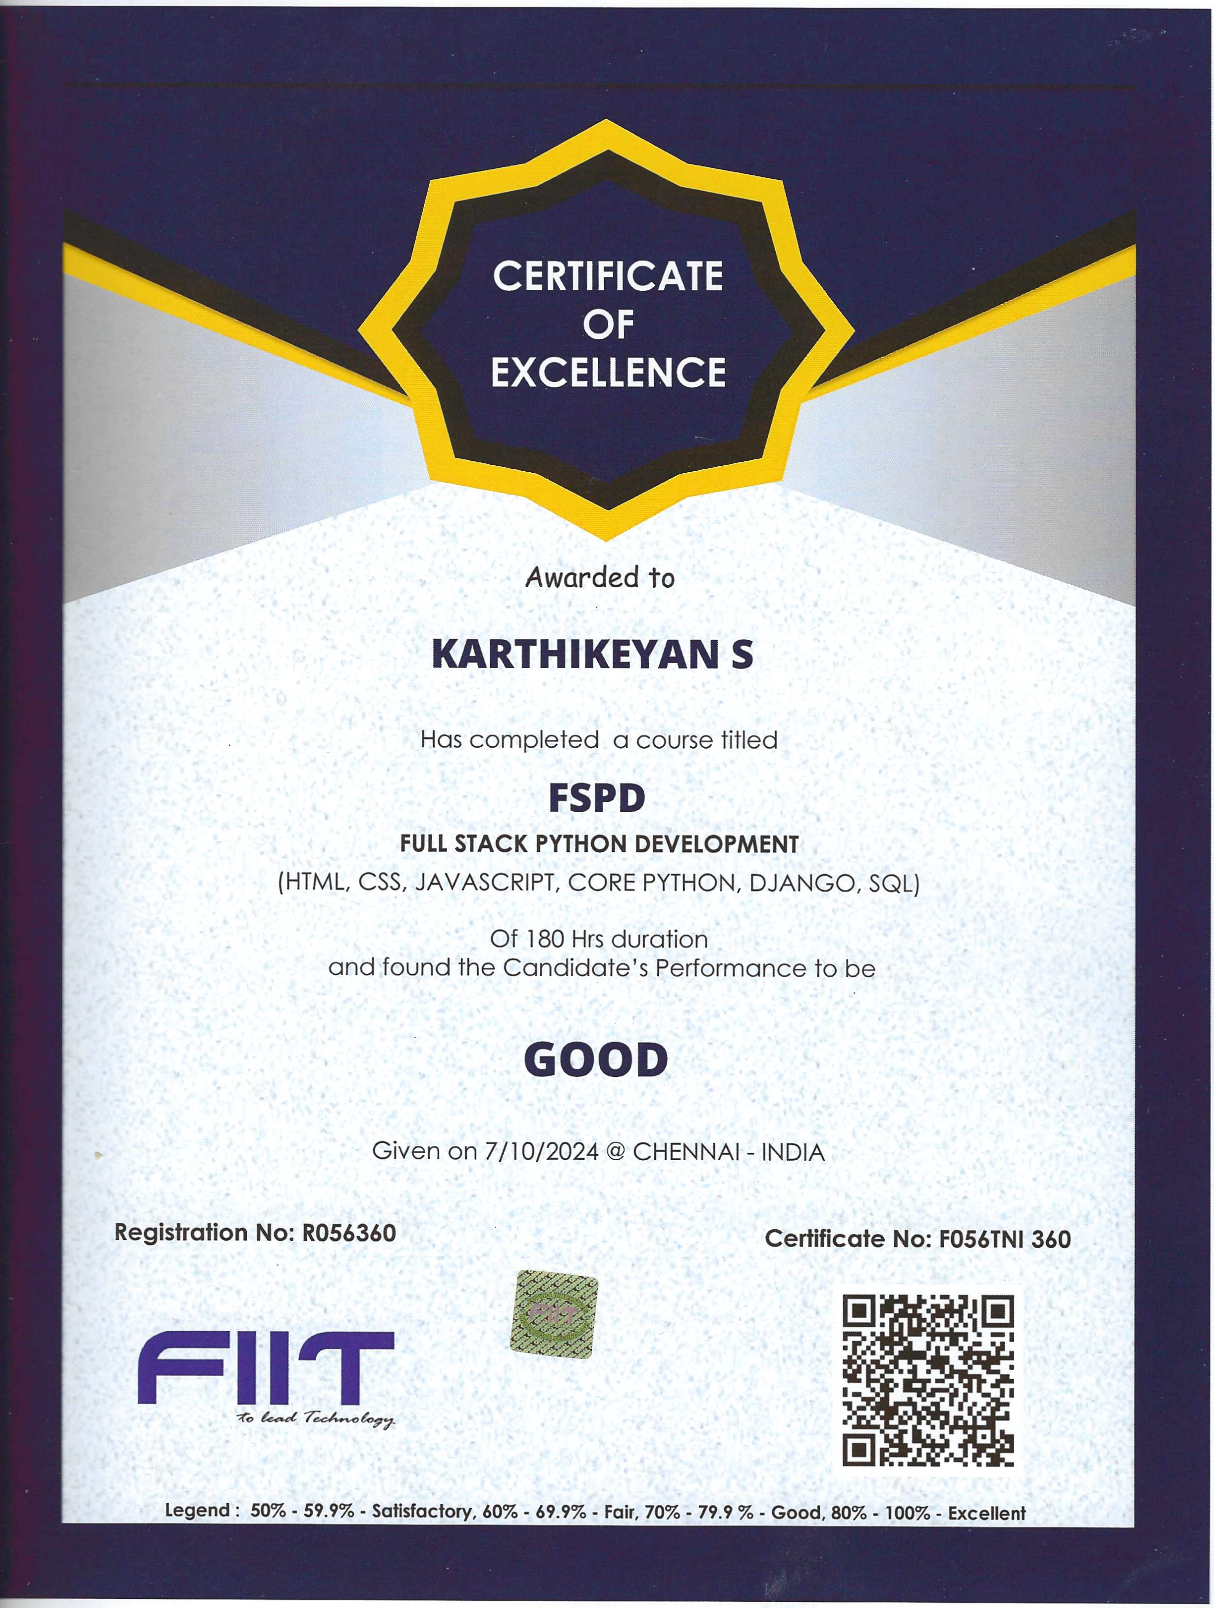 CERTIFICATE
OF
EXCELLENCE
Awarded to
KARTHIKEYAN S
Has completed a course titled
FSPD
FULL STACK PYTHON DEVELOPMENT
(HTML, CSS, JAVASCRIPT, CORE PYTHON, DJANGO, SQL)
Of 180 Hrs duration
and found the Candidate's Performance to be
GOOD
Given on 7/10/2024 @ CHENNAI - INDIA
Registration No: R056360
Certificate No: F056TNI 360
FIIT
FIIT
to lead Technology
Legend : 50% - 59.9% - Satisfactory, 60% - 69.9% - Fair, 70% - 79.9 % - Good, 80% - 100% - Excellent